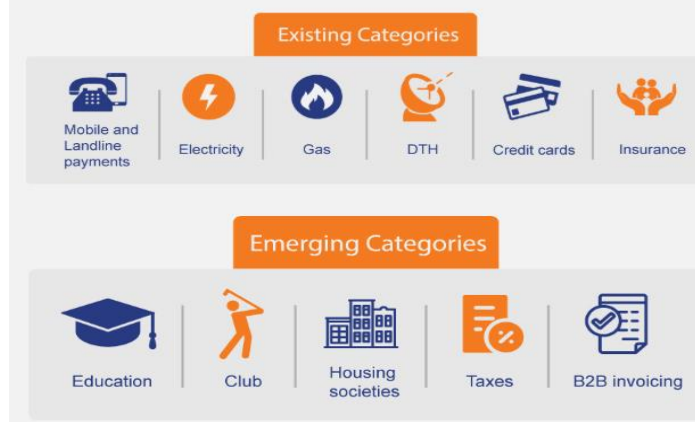 Existing Categories
Mobile and
Landline
payments
Electricity
Gas
DTH
Credit cards
Insurance
Emerging Categories
Education
Club
Housing
societies
Taxes
B2B invoicing